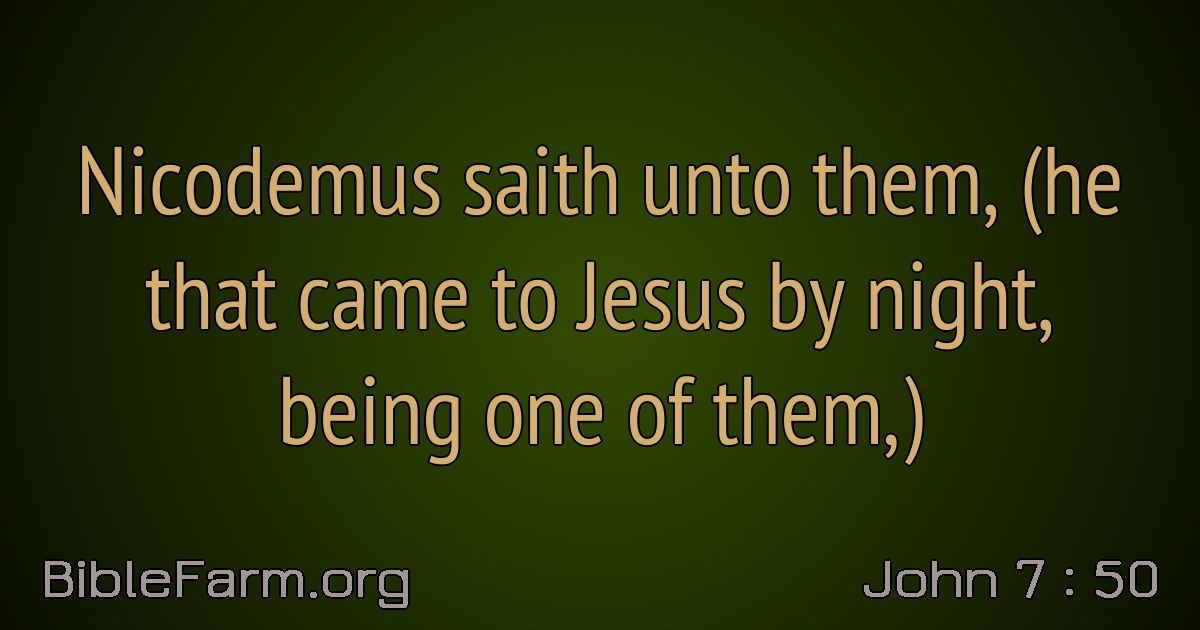 Nicodemus saith unto them, (he
that came to Jesus by night,
being one of them,)
BibleFarm.org
John 7 : 50